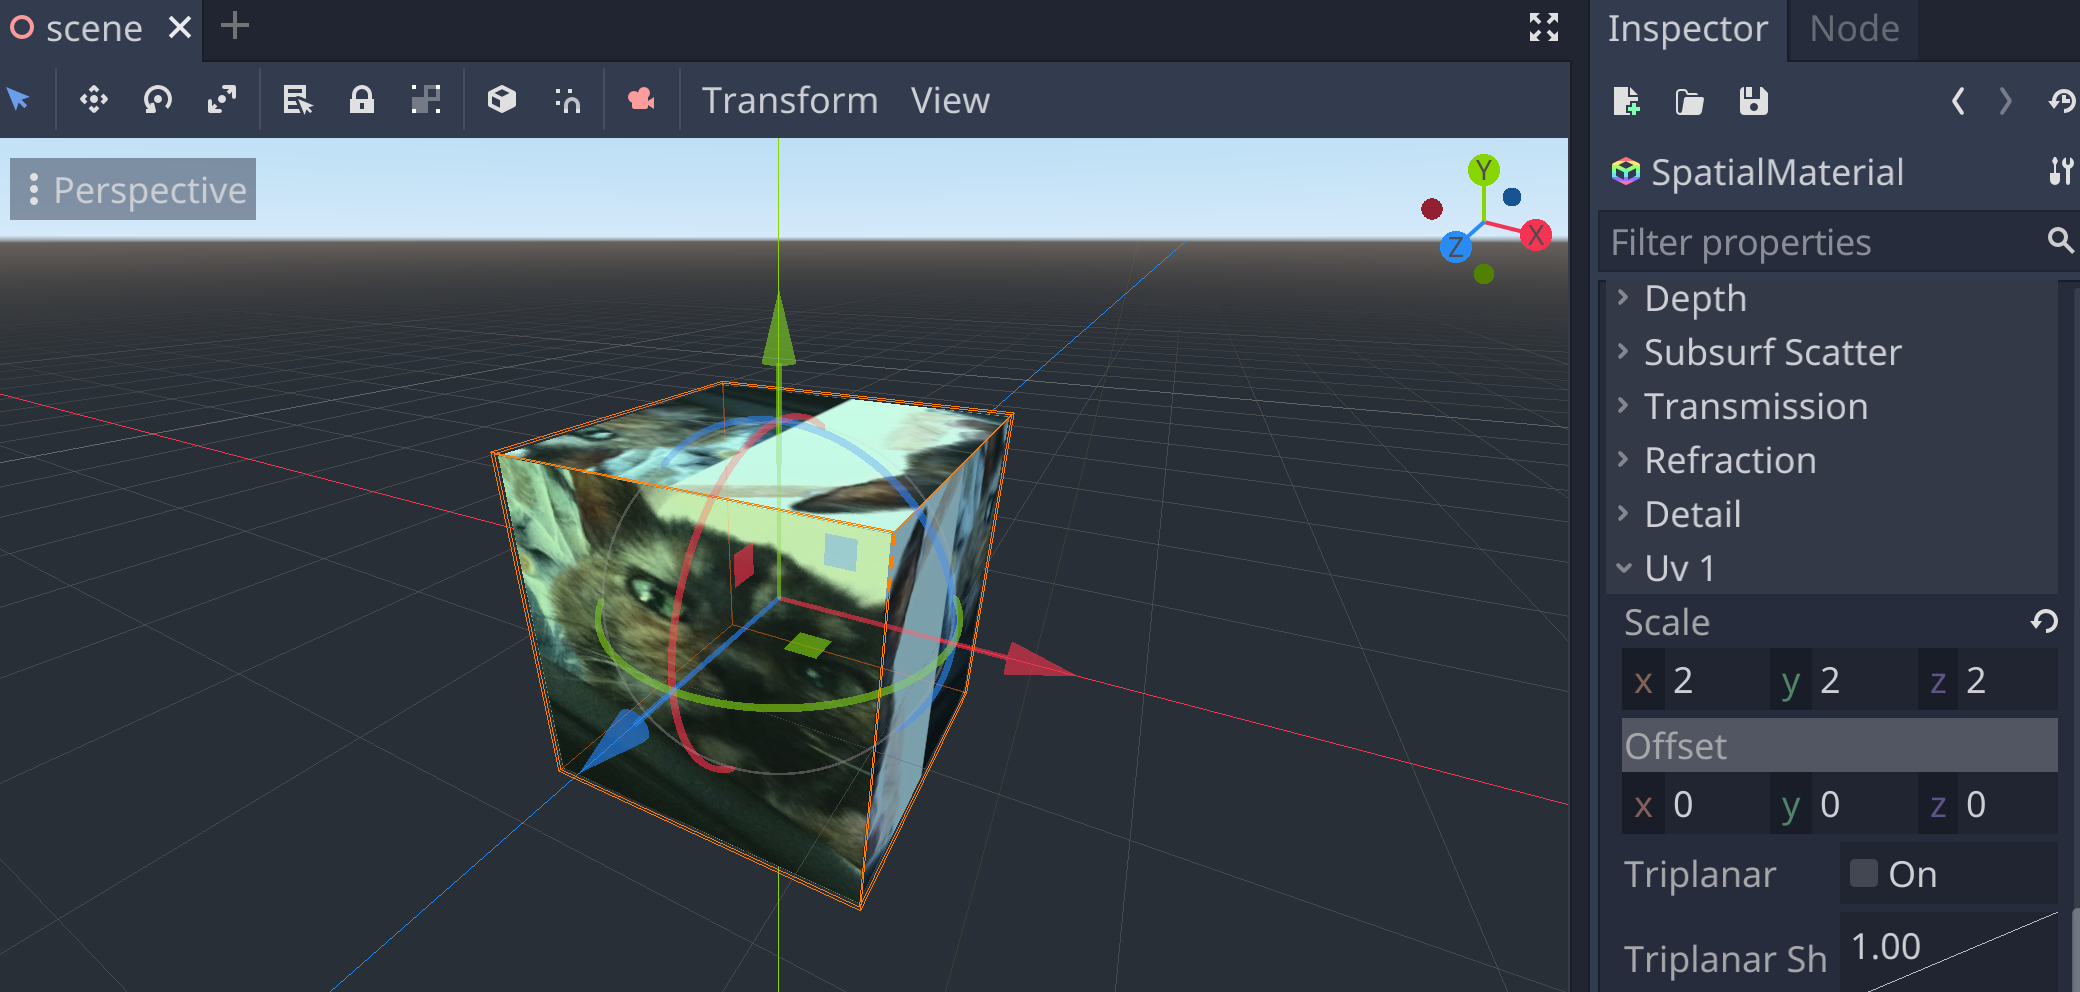 scene
Transform View
Perspective
Y
X
Z
Inspector Node
SpatialMaterial
Filter properties
Depth
Subsurf Scatter
Transmission
Refraction
Detail
Uv 1
Scale
x 2 y 2 z 2
Offset
x 0 y 0 z 0
Triplanar On
Triplanar Sh 1.00